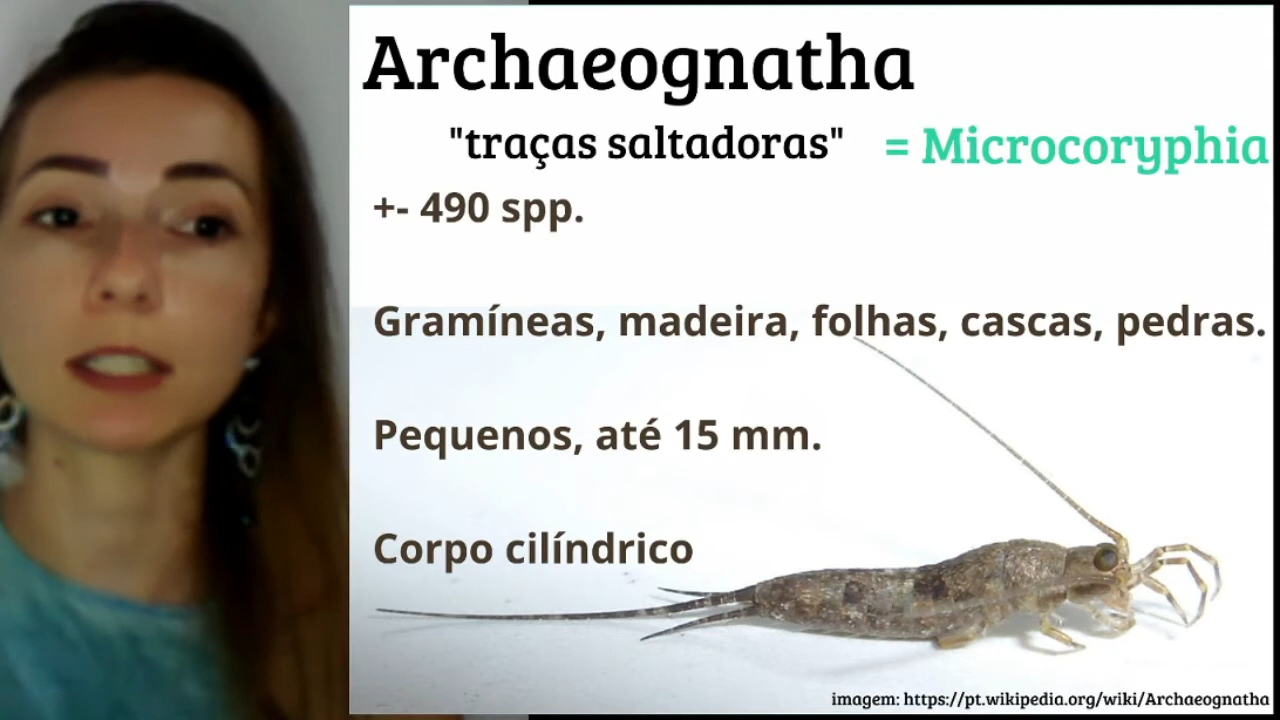 Archaeognatha
"traças saltadoras" = Microcoryphia
+- 490 spp.
Gramíneas, madeira, folhas, cascas, pedras.
Pequenos, até 15 mm.
Corpo cilíndrico
imagem: https://pt.wikipedia.org/wiki/Archaeognatha